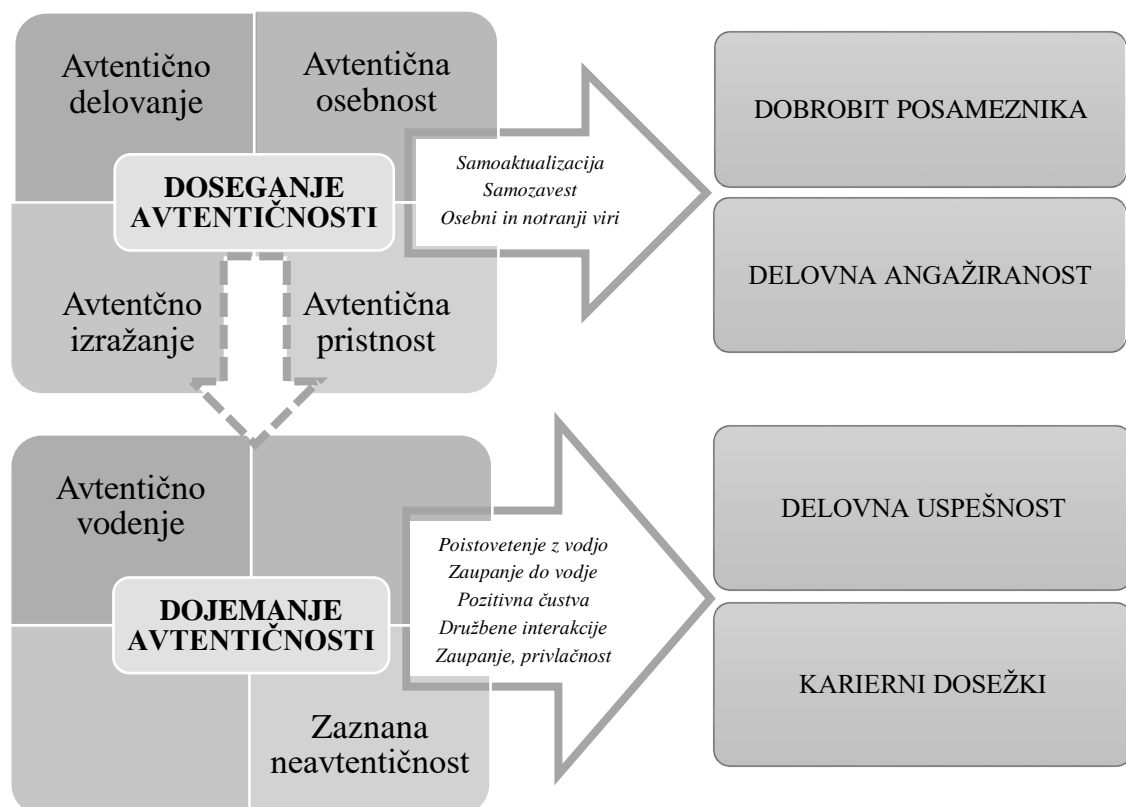 Avtentično
delovanje
Avtentična
osebnost
DOSEGANJE
AVTENTIČNOSTI
Avtentčno
izražanje
Avtentična
pristnost
Samoaktualizacija
Samozavest
Osebni in notranji viri
DOBROBIT POSAMEZNIKA
DELOVNA ANGAŽIRANOST
Avtentično
vodenje
DOJEMANJE
AVTENTIČNOSTI
Zaznana
neavtentičnost
Poistovetenje z vodjo
Zaupanje do vodje
Pozitivna čustva
Družbene interakcije
Zaupanje, privlačnost
DELOVNA USPEŠNOST
KARIERNI DOSEŽKI